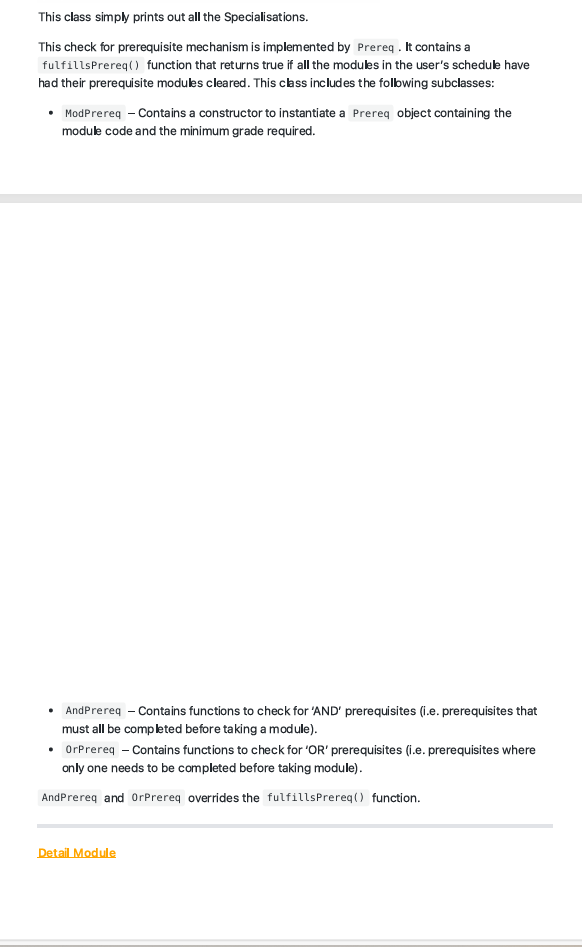 This class simply prints out all the Specialisations.
This check for prerequisite mechanism is implemented by Prereq . It contains a
fulfillsPrereq() function that returns true if all the modules in the user’s schedule have
had their prerequisite modules cleared. This class includes the following subclasses:
• ModPrereq – Contains a constructor to instantiate a Prereq object containing the
module code and the minimum grade required.
• AndPrereq – Contains functions to check for ‘AND’ prerequisites (i.e. prerequisites that
must all be completed before taking a module).
• OrPrereq – Contains functions to check for ‘OR’ prerequisites (i.e. prerequisites where
only one needs to be completed before taking module).
AndPrereq and OrPrereq overrides the fulfillsPrereq() function.
Detail Module